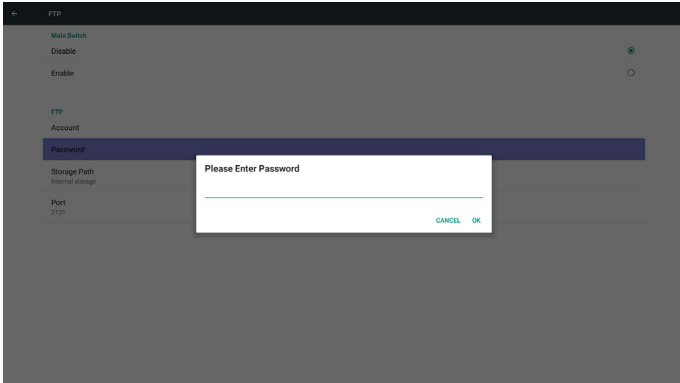 FTP
Main Switch
Disable
Enable
FTP
Account
Password
Storage Path
Internal storage
Port
2121
Please Enter Password
CANCEL OK